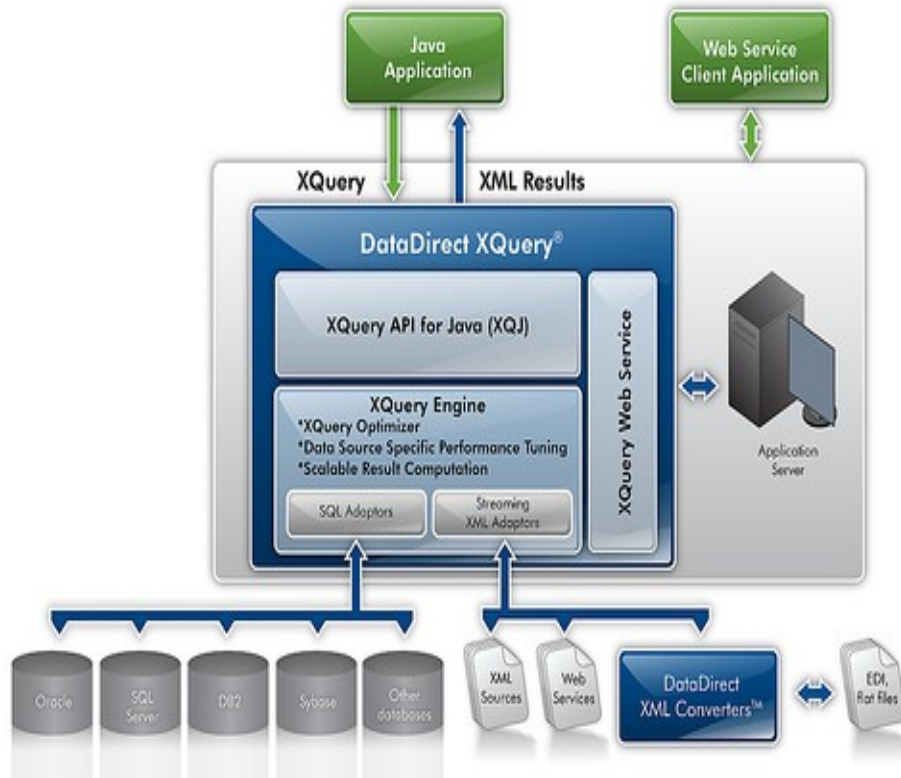 Java
Application
Web Service
Client Application
XQuery
XML Results
DataDirect XQuery®
XQuery API for Java (XQJ)
XQuery Engine
*XQuery Optimizer
*Data Source Specific Performance Tuning
*Scalable Result Computation
SQL Adaptors
Streaming
XML Adaptors
XQuery Web Service
Application
Server
Oracle
SQL
Server
DB2
Sybase
Other
databases
XML
Sources
Web
Services
DataDirect
XML Converters™
EDI,
flat files